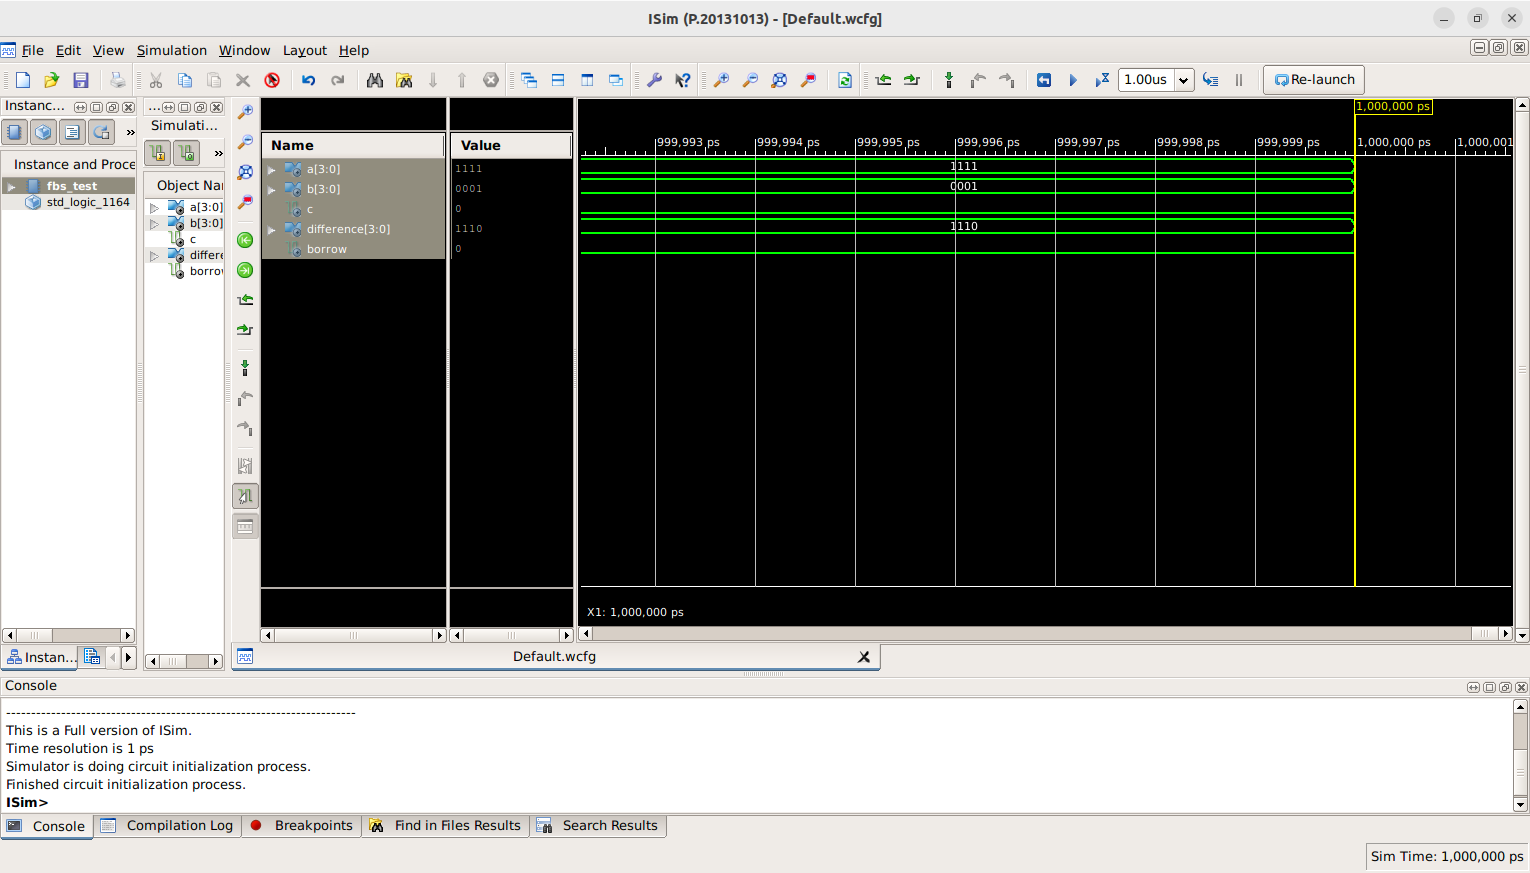 ISim (P.20131013) - [Default.wcfg]
File Edit View Simulation Window Layout Help
1.00us
Re-launch
Instanc...
...
Simulati...
»
»
Instance and Proce
fbs_test
std_logic_1164
Object Nar
a[3:0]
b[3:0]
c
differe
borro
Name
Value
a[3:0] 1111
b[3:0] 0001
c 0
difference[3:0] 1110
borrow 0
1,000,000 ps
999,993 ps 999,994 ps 999,995 ps 999,996 ps 999,997 ps 999,998 ps 999,999 ps 1,000,000 ps 1,000,001
1111
0001
1110
X1: 1,000,000 ps
Instan...
Default.wcfg
Console
----------------------------------------------------------------------
This is a Full version of ISim.
Time resolution is 1 ps
Simulator is doing circuit initialization process.
Finished circuit initialization process.
ISim>
Console Compilation Log Breakpoints Find in Files Results Search Results
Sim Time: 1,000,000 ps